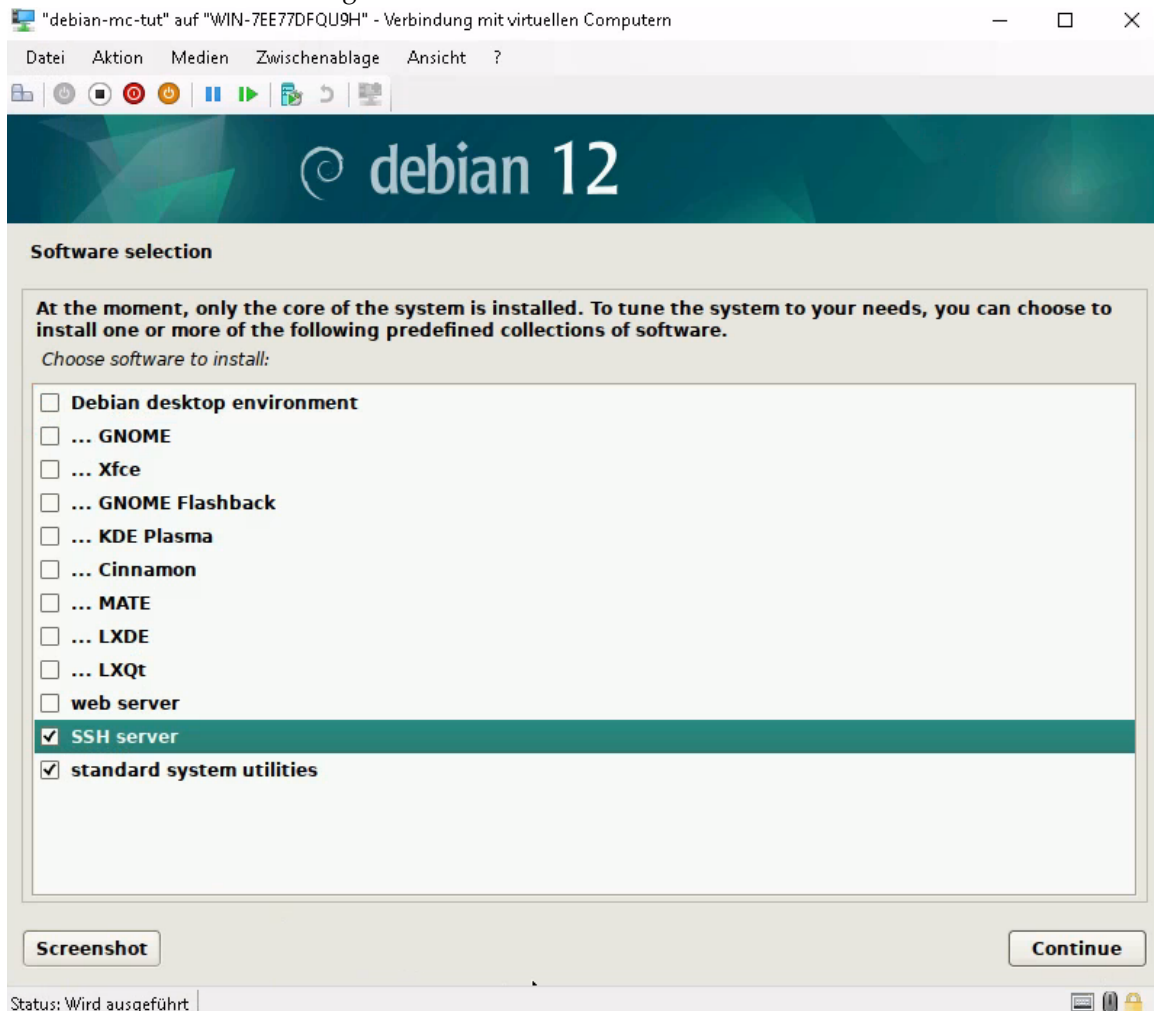 "debian-mc-tut" auf "WIN-7EE77DFQU9H" - Verbindung mit virtuellen Computern
Datei Aktion Medien Zwischenablage Ansicht ?
debian 12
Software selection
At the moment, only the core of the system is installed. To tune the system to your needs, you can choose to
install one or more of the following predefined collections of software.
Choose software to install:
Debian desktop environment
... GNOME
... Xfce
... GNOME Flashback
... KDE Plasma
... Cinnamon
... MATE
... LXDE
... LXQt
web server
SSH server
standard system utilities
Screenshot
Continue
Status: Wird ausgeführt